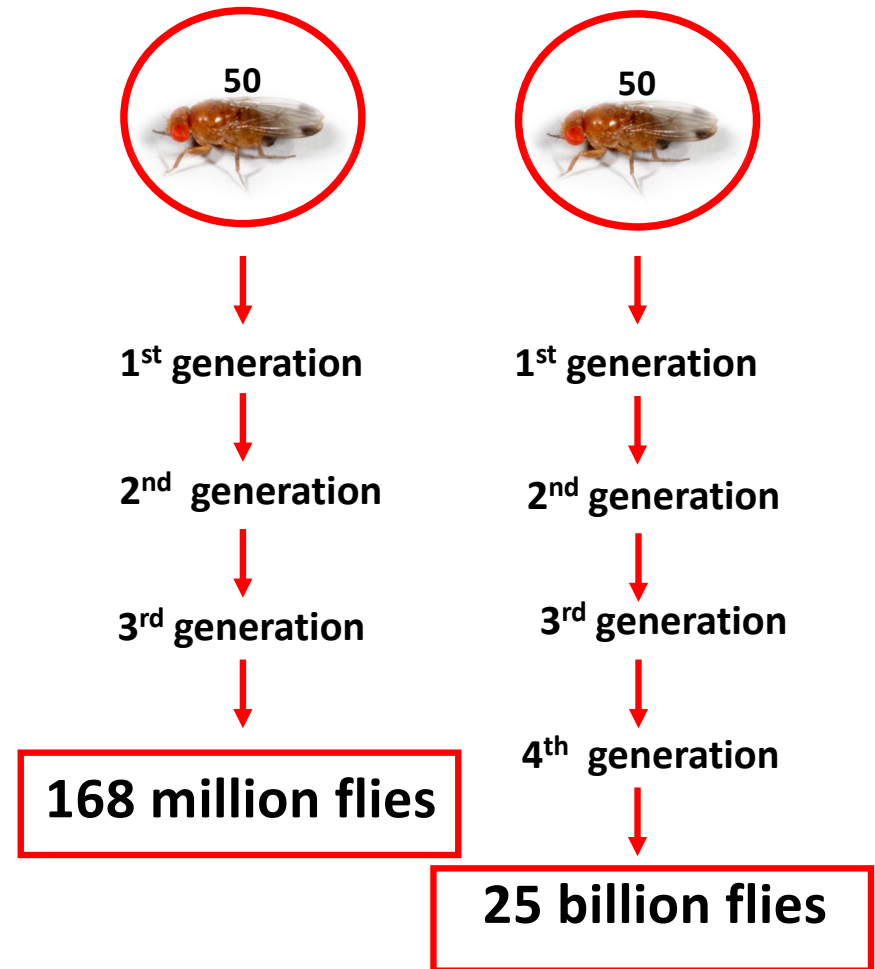 50
1st generation
2nd generation
3rd generation
168 million flies
50
1st generation
2nd generation
3rd generation
4th generation
25 billion flies